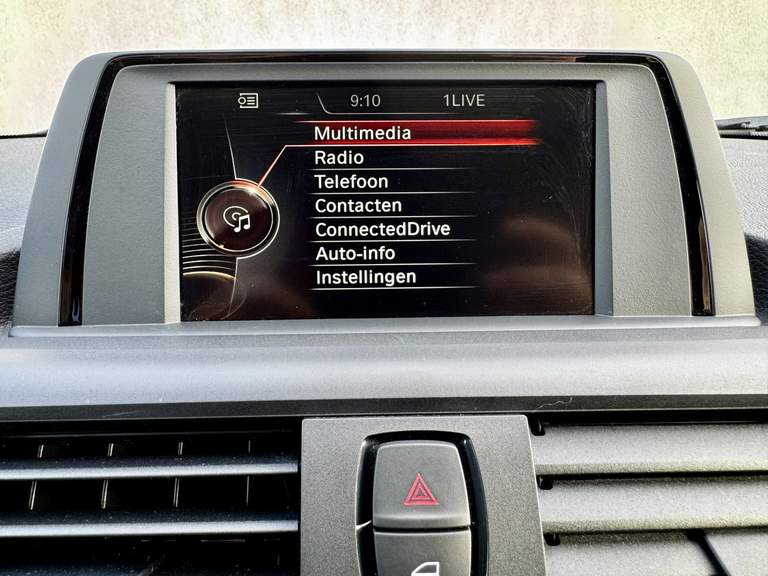 9:10 1LIVE
Multimedia
Radio
Telefoon
Contacten
ConnectedDrive
Auto-info
Instellingen